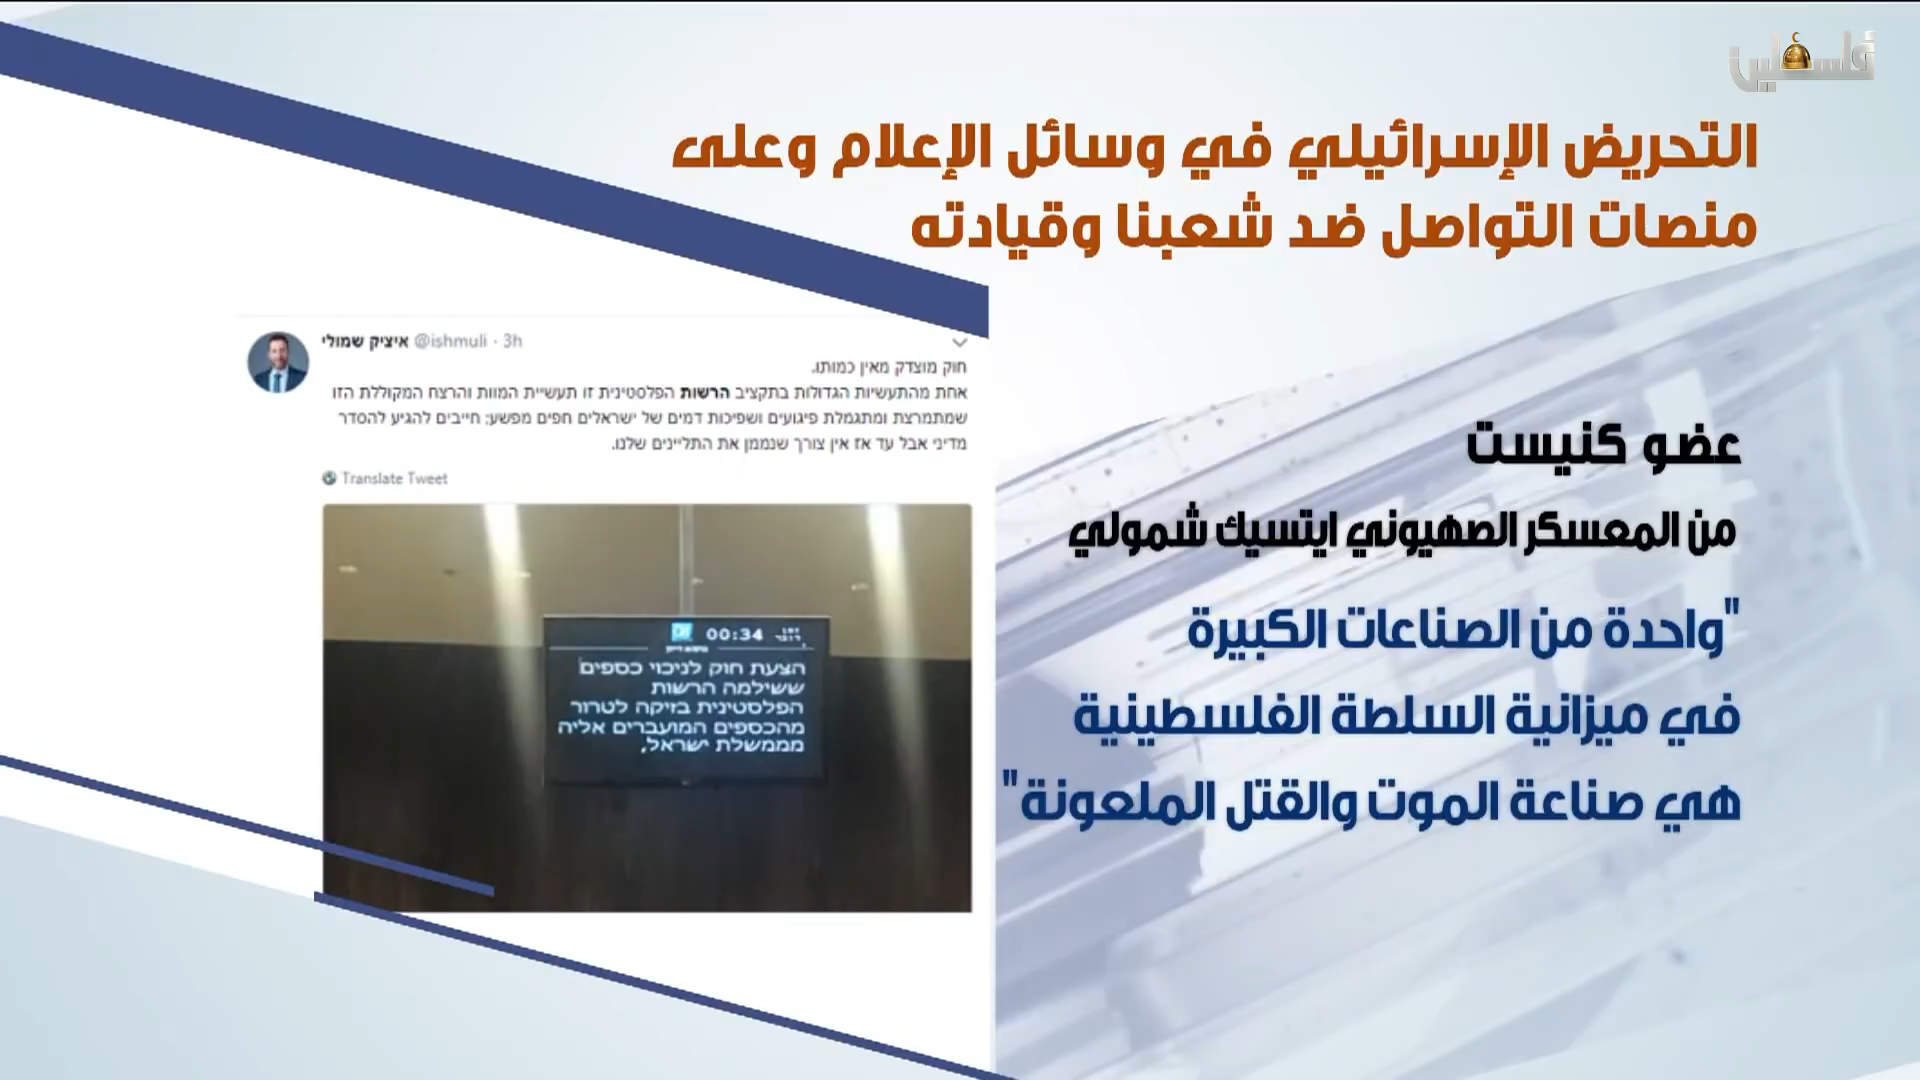 فلسطين
التحريض الإسرائيلي في وسائل الإعلام وعلى
منصات التواصل ضد شعبنا وقيادته
איציק שמולי @ishmuli · 3h
חוק מוצדק מאין כמותו.
אחת מהתעשיות הגדולות בתקציב הרשות הפלסטינית זו תעשיית המוות והרצח המקוללת הזו
שמתמרצת ומתגמלת פיגועים ושפיכות דמים של ישראלים חפים מפשע; חייבים להגיע להסדר
מדיני אבל עד אז אין צורך שנממן את התליינים שלנו.
Translate Tweet
00:34
הצעת חוק לניכוי כספים
ששילמה הרשות
הפלסטינית בזיקה לטרור
מהכספים המועברים אליה
מממשלת ישראל,
عضو كنيست
من المعسكر الصهيوني ايتسيك شمولي
"واحدة من الصناعات الكبيرة
في ميزانية السلطة الفلسطينية
هي صناعة الموت والقتل الملعونة"